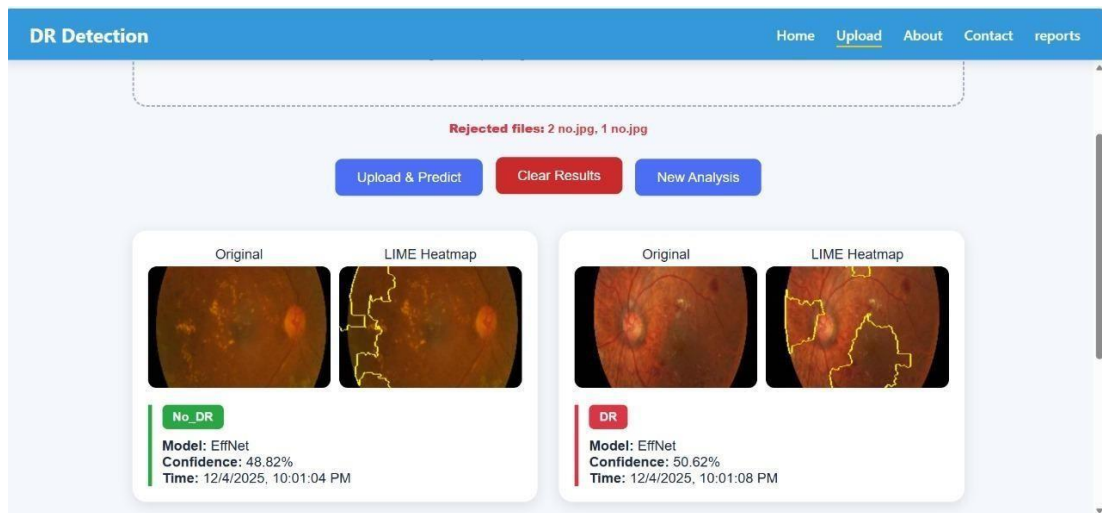 DR Detection
Home Upload About Contact reports
Rejected files: 2 no.jpg, 1 no.jpg
Upload & Predict Clear Results New Analysis
Original LIME Heatmap
No_DR
Model: EffNet
Confidence: 48.82%
Time: 12/4/2025, 10:01:04 PM
Original LIME Heatmap
DR
Model: EffNet
Confidence: 50.62%
Time: 12/4/2025, 10:01:08 PM